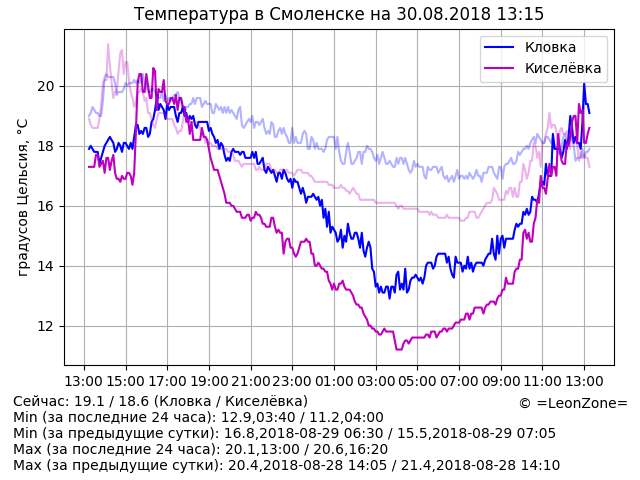 Температура в Смоленске на 30.08.2018 13:15
Кловка
Киселёвка
градусов Цельсия, °C
20
18
16
14
12
13:00 15:00 17:00 19:00 21:00 23:00 01:00 03:00 05:00 07:00 09:00 11:00 13:00
Сейчас: 19.1 / 18.6 (Кловка / Киселёвка)
© =LeonZone=
Min (за последние 24 часа): 12.9,03:40 / 11.2,04:00
Min (за предыдущие сутки): 16.8,2018-08-29 06:30 / 15.5,2018-08-29 07:05
Max (за последние 24 часа): 20.1,13:00 / 20.6,16:20
Max (за предыдущие сутки): 20.4,2018-08-28 14:05 / 21.4,2018-08-28 14:10